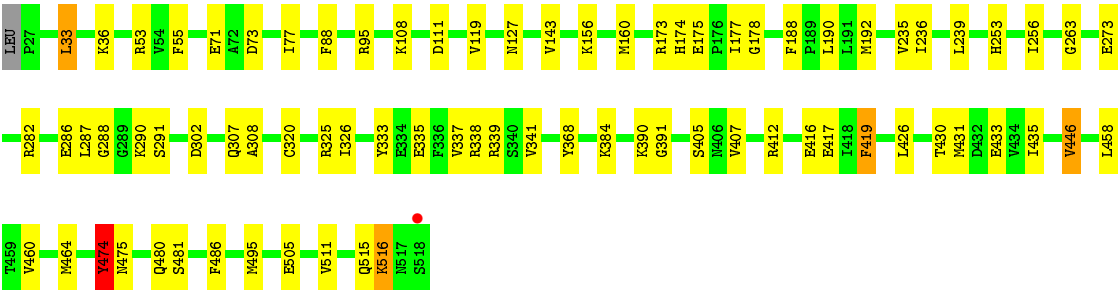 LEU P27 L33 K36 R53 V54 F55 E71 A72 D73 I77 F88 R95 K108 D111 V119 N127 V143 K156 M160 R173 H174 E175 P176 I177 G178 F188 P189 L190 L191 M192 V235 I236 L239 H253 I256 G263 E273
R282 E286 L287 G288 G289 K290 S291 D302 Q307 A308 C320 R325 I326 Y333 E334 E335 F336 V337 R338 R339 S340 V341 Y368 K384 K390 G391 S405 N406 V407 R412 E416 E417 I418 F419 L426 T430 M431 D432 E433 V434 I435 V446 L458
T459 V460 M464 Y474 N475 Q480 S481 F486 M495 E505 V511 Q515 K516 N517 S518